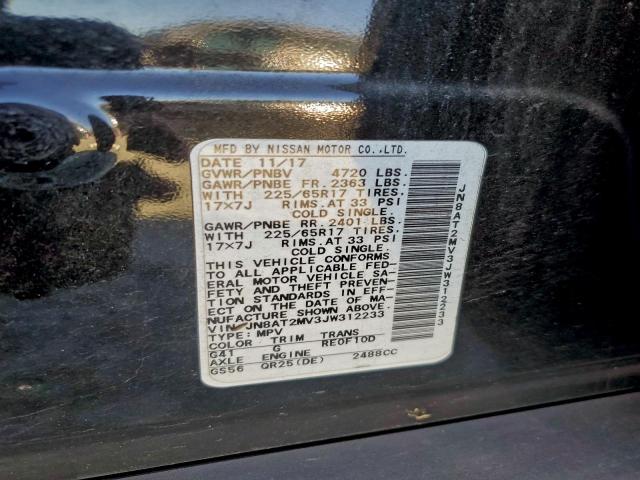 MFD BY NISSAN MOTOR CO.,LTD.
DATE 11/17
GVWR/PNBV 4720 LBS.
GAWR/PNBE FR. 2363 LBS.
WITH 225/65R17 TIRES.
17×7J RIMS.AT 33 PSI
COLD SINGLE.
GAWR/PNBE RR. 2401 LBS.
WITH 225/65R17 TIRES.
17×7J RIMS.AT 33 PSI
COLD SINGLE.
THIS VEHICLE CONFORMS
TO ALL APPLICABLE FED-
ERAL MOTOR VEHICLE SA-
FETY AND THEFT PREVEN-
TION STANDARDS IN EFF-
ECT ON THE DATE OF MA-
NUFACTURE SHOWN ABOVE.
VIN JN8AT2MV3JW312233
TYPE:MPV
COLOR TRIM TRANS
G41 G RE0F10D
AXLE ENGINE 2488CC
GS56 QR25(DE)
JN8AT2MV3JW312233